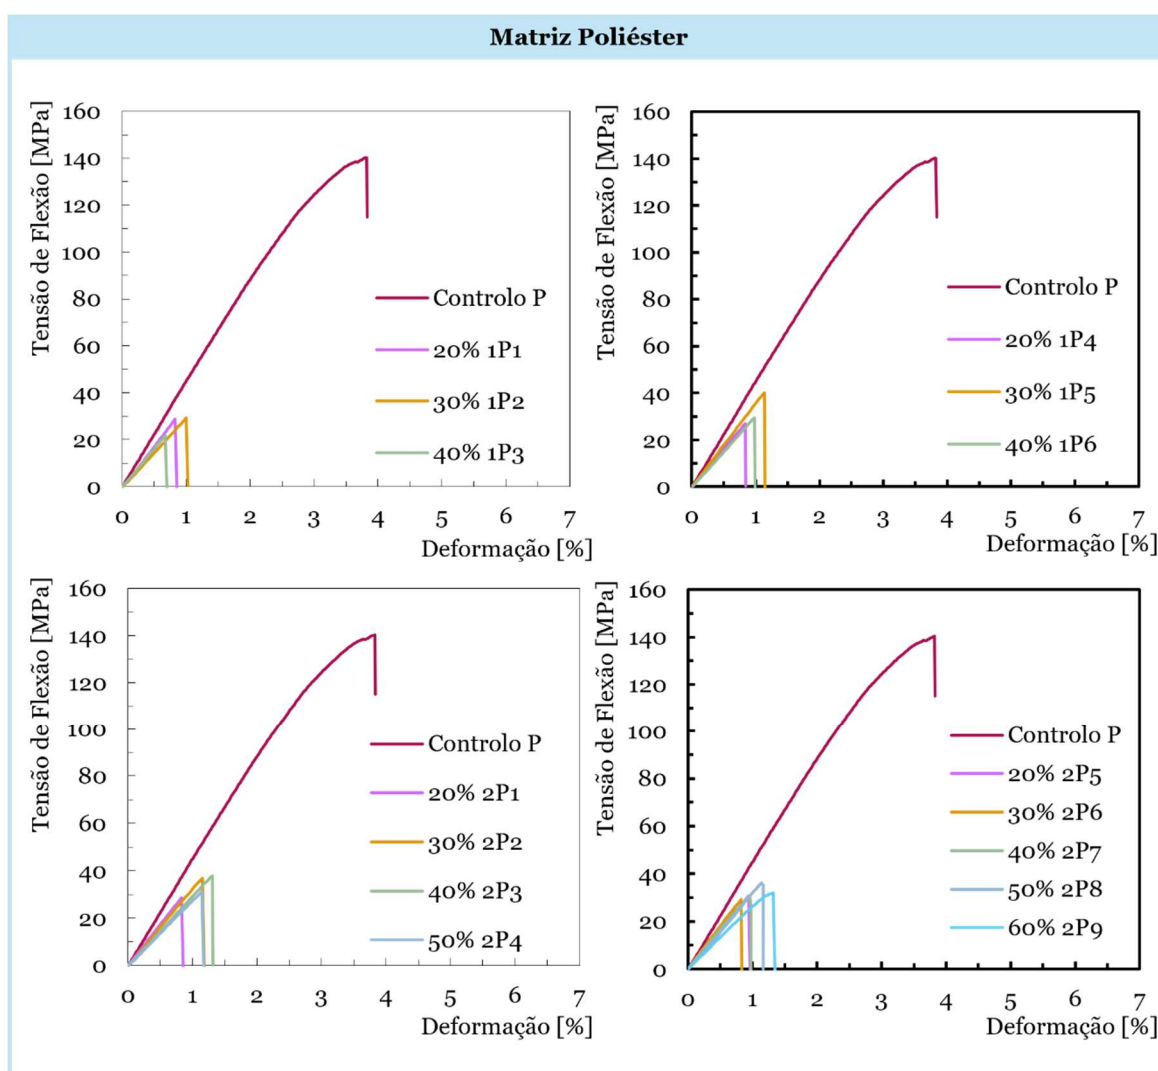 Matriz Poliéster
Tensão de Flexão [MPa]
160
140
120
100
80
60
40
20
0
0 1 2 3 4 5 6 7
Deformação [%]
Controlo P
20% 1P1
30% 1P2
40% 1P3
Tensão de Flexão [MPa]
160
140
120
100
80
60
40
20
0
0 1 2 3 4 5 6 7
Deformação [%]
Controlo P
20% 1P4
30% 1P5
40% 1P6
Tensão de Flexão [MPa]
160
140
120
100
80
60
40
20
0
0 1 2 3 4 5 6 7
Deformação [%]
Controlo P
20% 2P1
30% 2P2
40% 2P3
50% 2P4
Tensão de Flexão [MPa]
160
140
120
100
80
60
40
20
0
0 1 2 3 4 5 6 7
Deformação [%]
Controlo P
20% 2P5
30% 2P6
40% 2P7
50% 2P8
60% 2P9